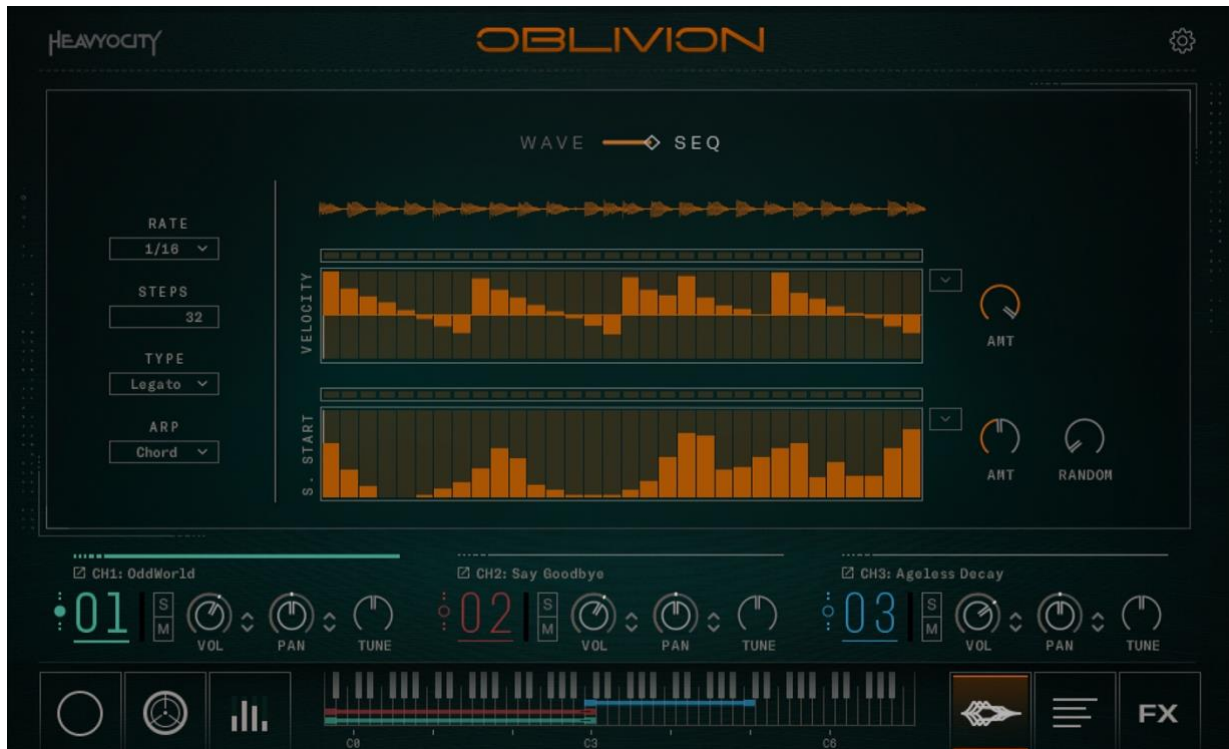 HEAVYOCITY
OBLIVION
WAVE SEQ
RATE
1/16
STEPS
32
TYPE
Legato
ARP
Chord
VELOCITY
AMT
S. START
AMT RANDOM
CH1: OddWorld
01 S M VOL PAN TUNE
CH2: Say Goodbye
02 S M VOL PAN TUNE
CH3: Ageless Decay
03 S M VOL PAN TUNE
C0 C3 C6
FX